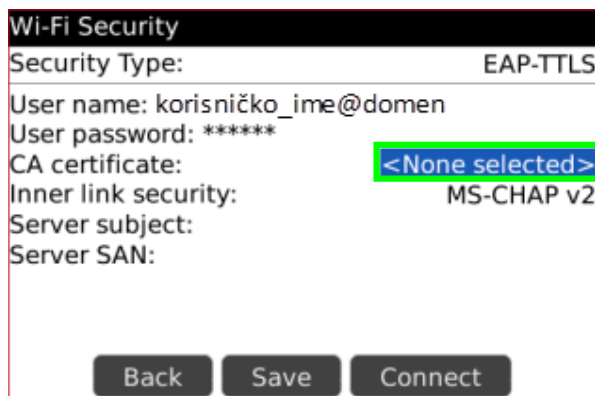 Wi-Fi Security
Security Type: EAP-TTLS
User name: korisničko_ime@domen
User password: ******
CA certificate: <None selected>
Inner link security: MS-CHAP v2
Server subject:
Server SAN:
Back Save Connect